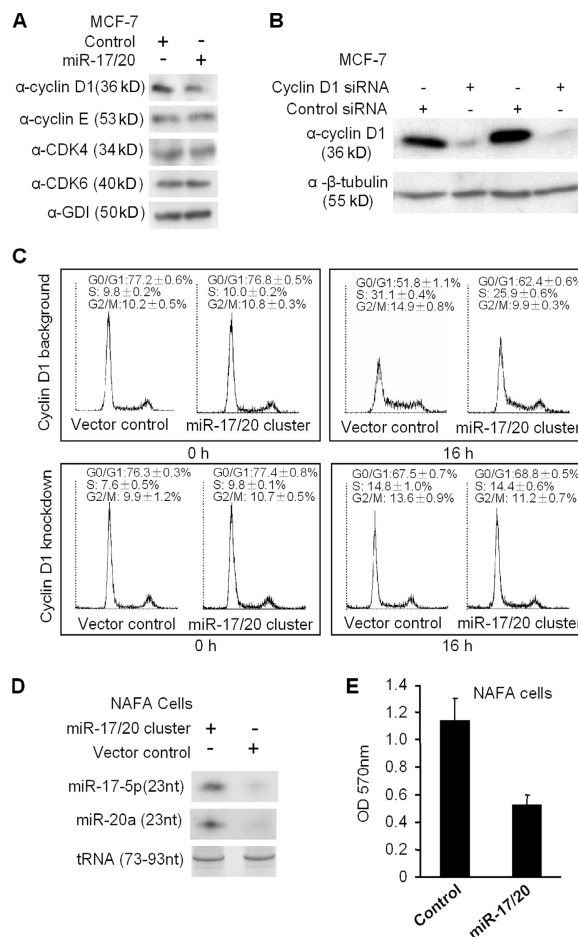 A
MCF-7
Control + -
miR-17/20 - +
α-cyclin D1(36 kD)
α-cyclin E (53 kD)
α-CDK4 (34kD)
α-CDK6 (40kD)
α-GDI (50kD)
B
MCF-7
Cyclin D1 siRNA - + - +
Control siRNA + - + -
α-cyclin D1
(36 kD)
α -β-tubulin
(55 kD)
C
Cyclin D1 background
G0/G1:77.2±0.6%
S: 9.8±0.2%
G2/M:10.2±0.5%
Vector control
G0/G1:76.8±0.5%
S: 10.0±0.2%
G2/M:10.8±0.3%
miR-17/20 cluster
0 h
G0/G1:51.8±1.1%
S: 31.1±0.4%
G2/M:14.9±0.8%
Vector control
G0/G1:62.4±0.6%
S: 25.9±0.6%
G2/M:9.9±0.3%
miR-17/20 cluster
16 h
Cyclin D1 knockdown
G0/G1:76.3±0.3%
S: 7.6±0.5%
G2/M: 9.9±1.2%
Vector control
G0/G1:77.4±0.8%
S: 9.8±0.1%
G2/M: 10.7±0.5%
miR-17/20 cluster
0 h
G0/G1:67.5±0.7%
S: 14.8±1.0%
G2/M: 13.6±0.9%
Vector control
G0/G1:68.8±0.5%
S: 14.4±0.6%
G2/M: 11.2±0.7%
miR-17/20 cluster
16 h
D
NAFA Cells
miR-17/20 cluster + -
Vector control - +
miR-17-5p(23nt)
miR-20a (23nt)
tRNA (73-93nt)
E
NAFA cells
OD 570nm
1.4
1.2
1.0
0.8
0.6
0.4
0.2
0
Control
miR-17/20